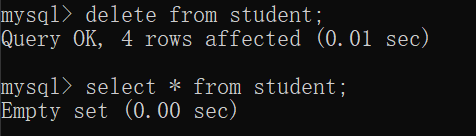 mysql> delete from student;
Query OK, 4 rows affected (0.01 sec)
mysql> select * from student;
Empty set (0.00 sec)